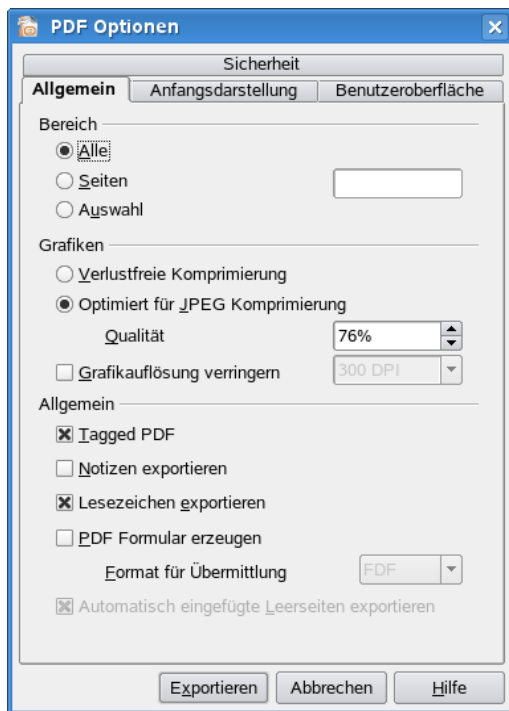 PDF Optionen
Sicherheit
Allgemein Anfangsdarstellung Benutzeroberfläche
Bereich
Alle
Seiten
Auswahl
Grafiken
Verlustfreie Komprimierung
Optimiert für JPEG Komprimierung
Qualität 76%
Grafikauflösung verringern 300 DPI
Allgemein
Tagged PDF
Notizen exportieren
Lesezeichen exportieren
PDF Formular erzeugen
Format für Übermittlung FDF
Automatisch eingefügte Leerseiten exportieren
Exportieren Abbrechen Hilfe